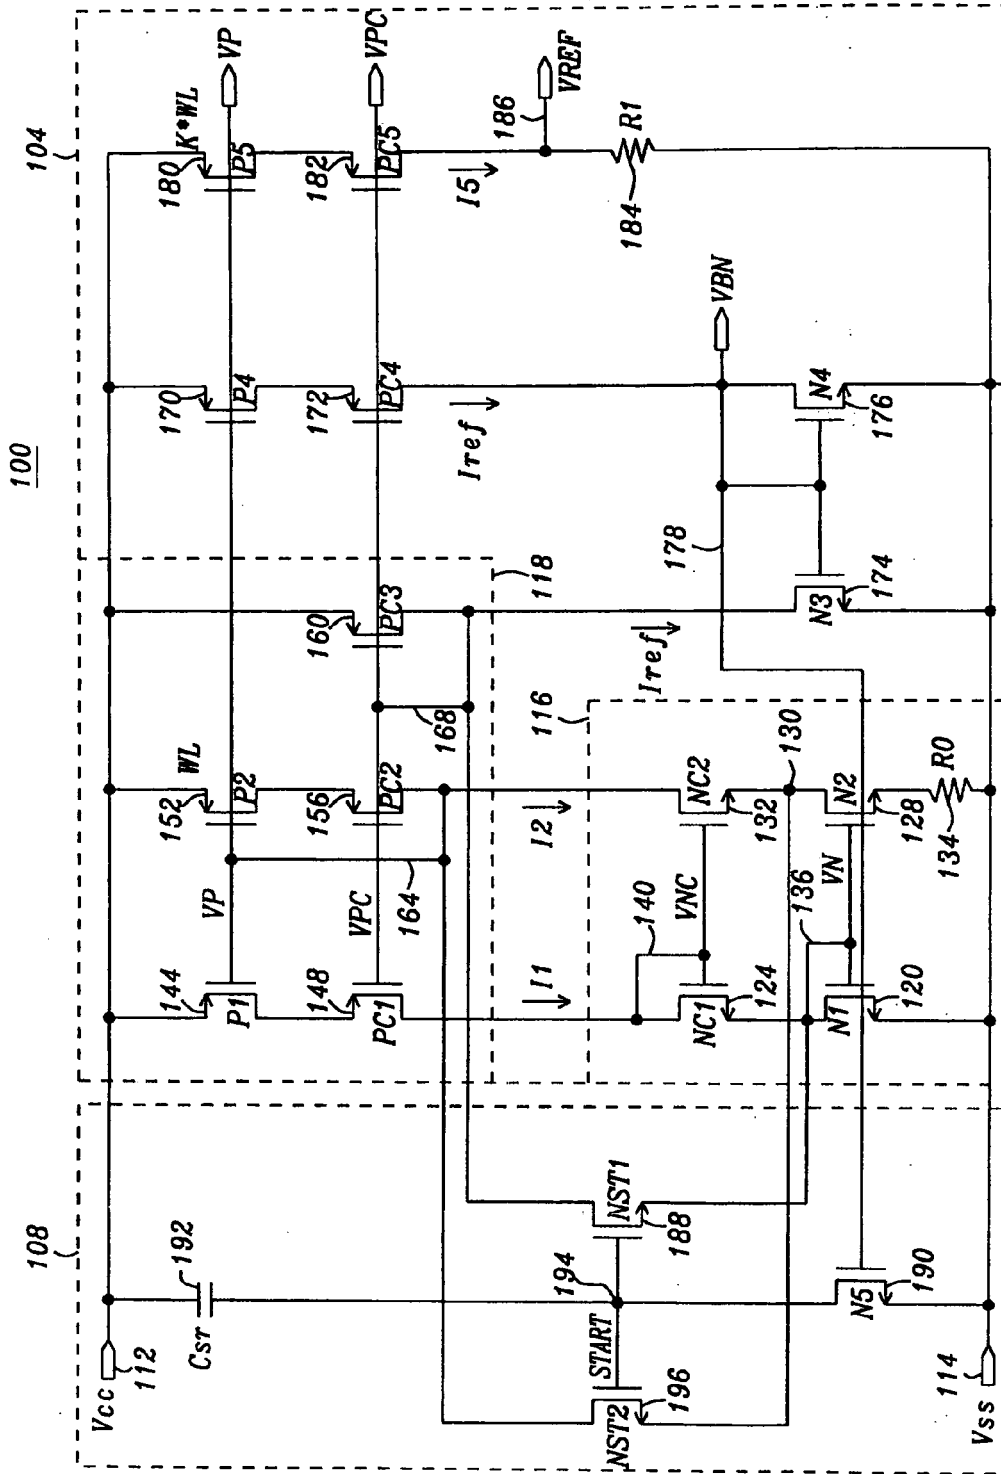 100
104
108
Vcc
112
Csr
192
START
194
NST2
196
NST1
188
N5
190
114
Vss
VP
VPC
144
P1
148
PC1
I1
140
VNC
NC1
124
N1
120
136
VN
164
WL
152
P2
156
PC2
I2
NC2
132
130
N2
128
134
R0
116
168
160
PC3
118
Iref
N3
174
178
170
P4
172
PC4
Iref
VBN
N4
176
K*WL
180
P5
182
PC5
I5
VP
VPC
186
VREF
R1
184